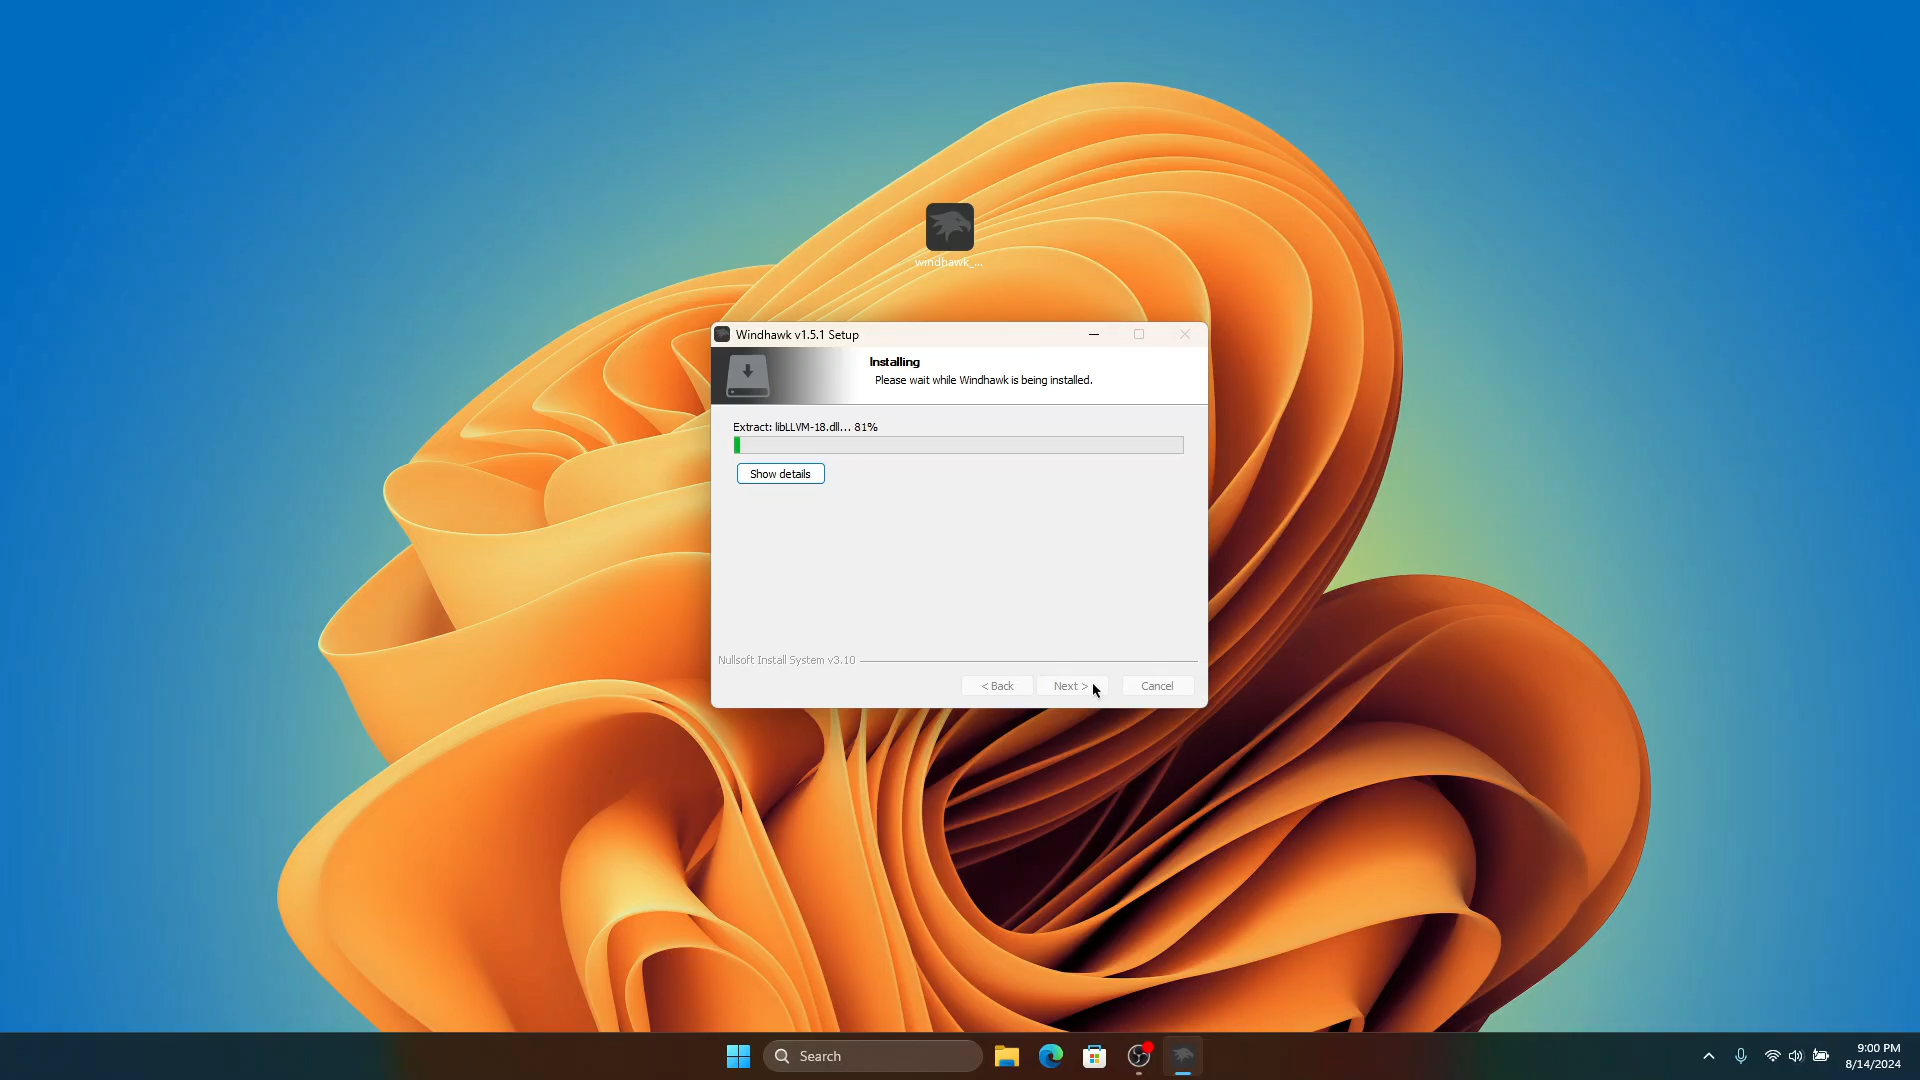 windhawk_...
Windhawk v1.5.1 Setup
Installing
Please wait while Windhawk is being installed.
Extract: libLLVM-18.dll... 81%
Show details
Nullsoft Install System v3.10
< Back
Next >
Cancel
Search
9:00 PM
8/14/2024